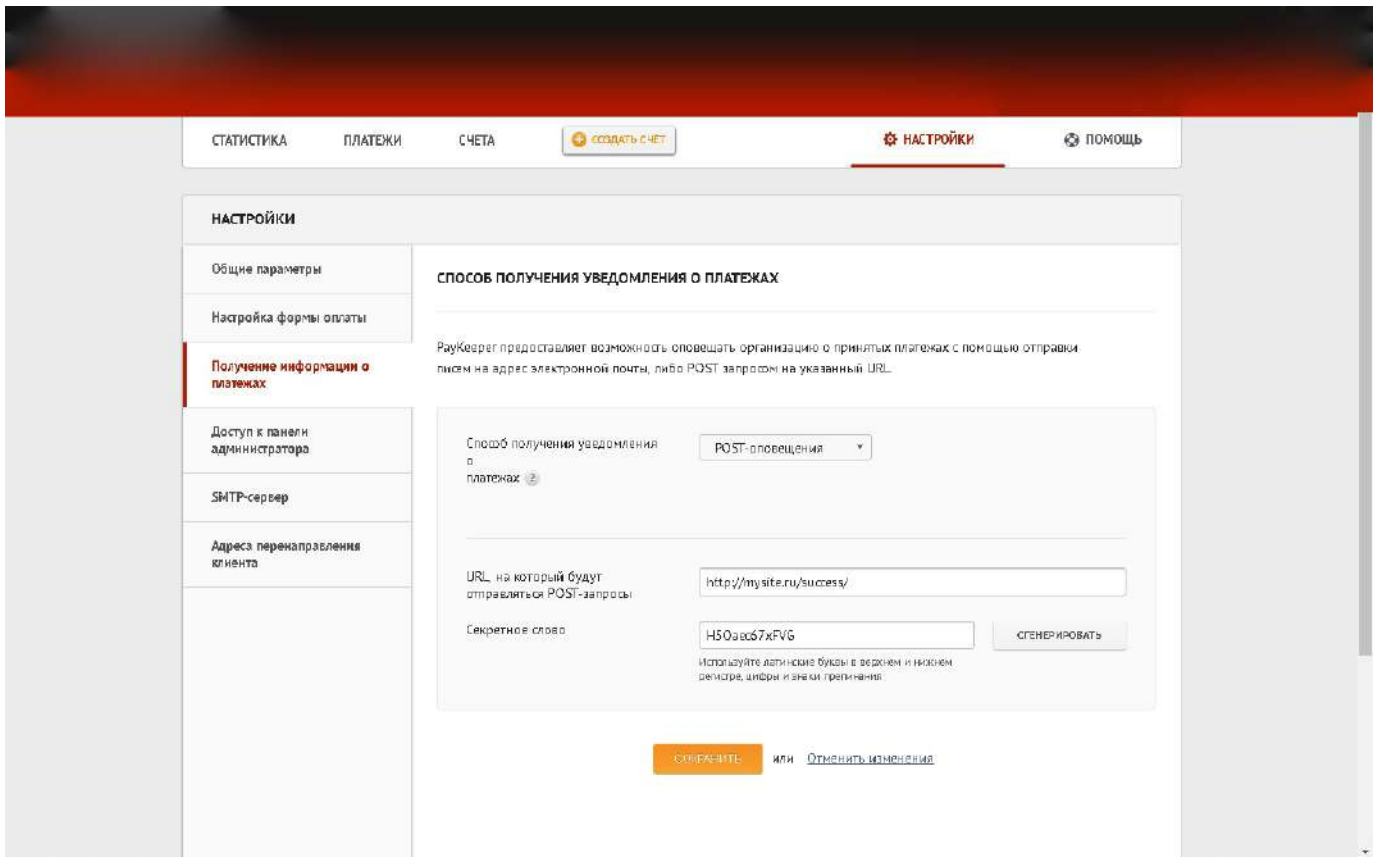 СТАТИСТИКА ПЛАТЕЖИ СЧЕТА СОЗДАТЬ СЧЁТ НАСТРОЙКИ ПОМОЩЬ
НАСТРОЙКИ
Общие параметры
Настройка формы оплаты
Получение информации о
платежах
Доступ к панели
администратора
SMTP-сервер
Адреса перенаправления
клиента
СПОСОБ ПОЛУЧЕНИЯ УВЕДОМЛЕНИЯ О ПЛАТЕЖАХ
PayKeeper предоставляет возможность оповещать организацию о принятых платежах с помощью отправки
писем на адрес электронной почты, либо POST запросом на указанный URL.
Способ получения уведомления
о
платежах ?
POST-оповещения
URL, на который будут
отправляться POST-запросы
http://mysite.ru/success/
Секретное слово
H5Oaec67xFVG
СГЕНЕРИРОВАТЬ
Используйте латинские буквы в верхнем и нижнем
регистре, цифры и знаки препинания
СОХРАНИТЬ или Отменить изменения